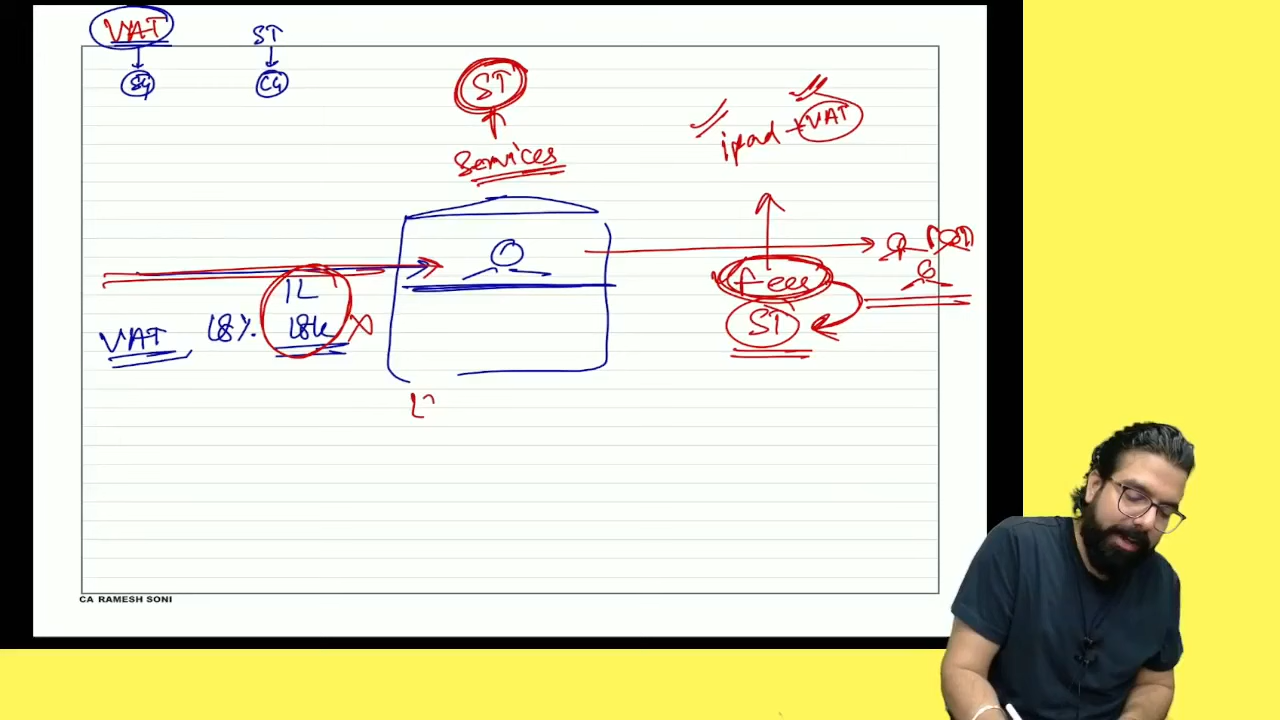 VAT ST
SG CG
ST
Services
ipad + VAT
fees
1L
VAT 18% 18k X
ST
CA RAMESH SONI